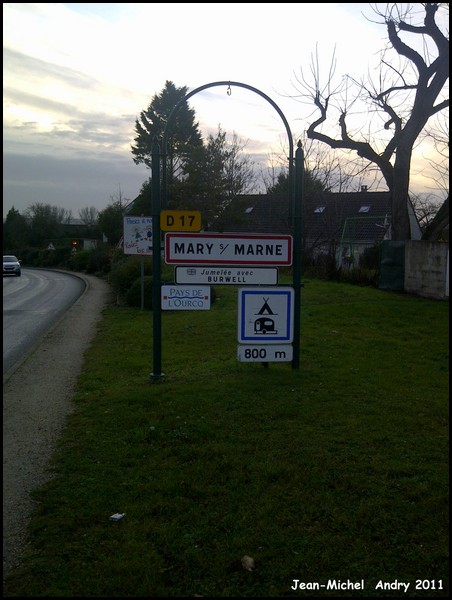 D 17
MARY S/ MARNE
Jumelée avec
BURWELL
PAYS DE
L'OURCQ
800 m
Jean-Michel Andry 2011